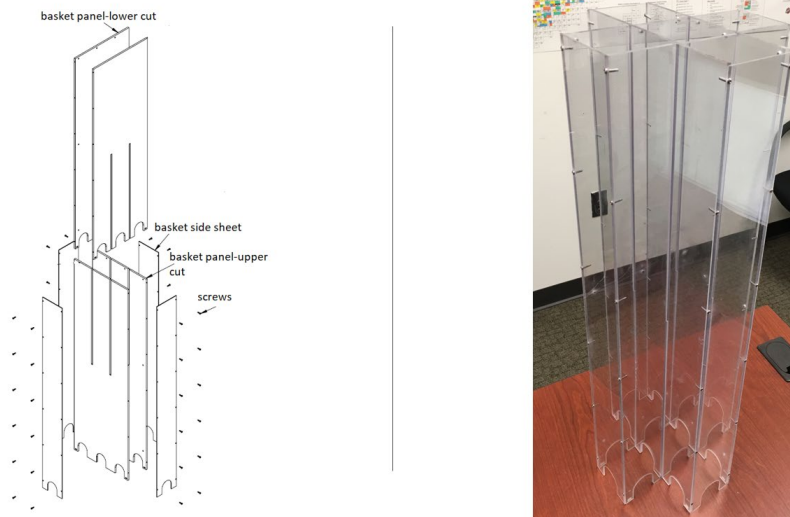 basket panel-lower cut
basket side sheet
basket panel-upper
cut
screws